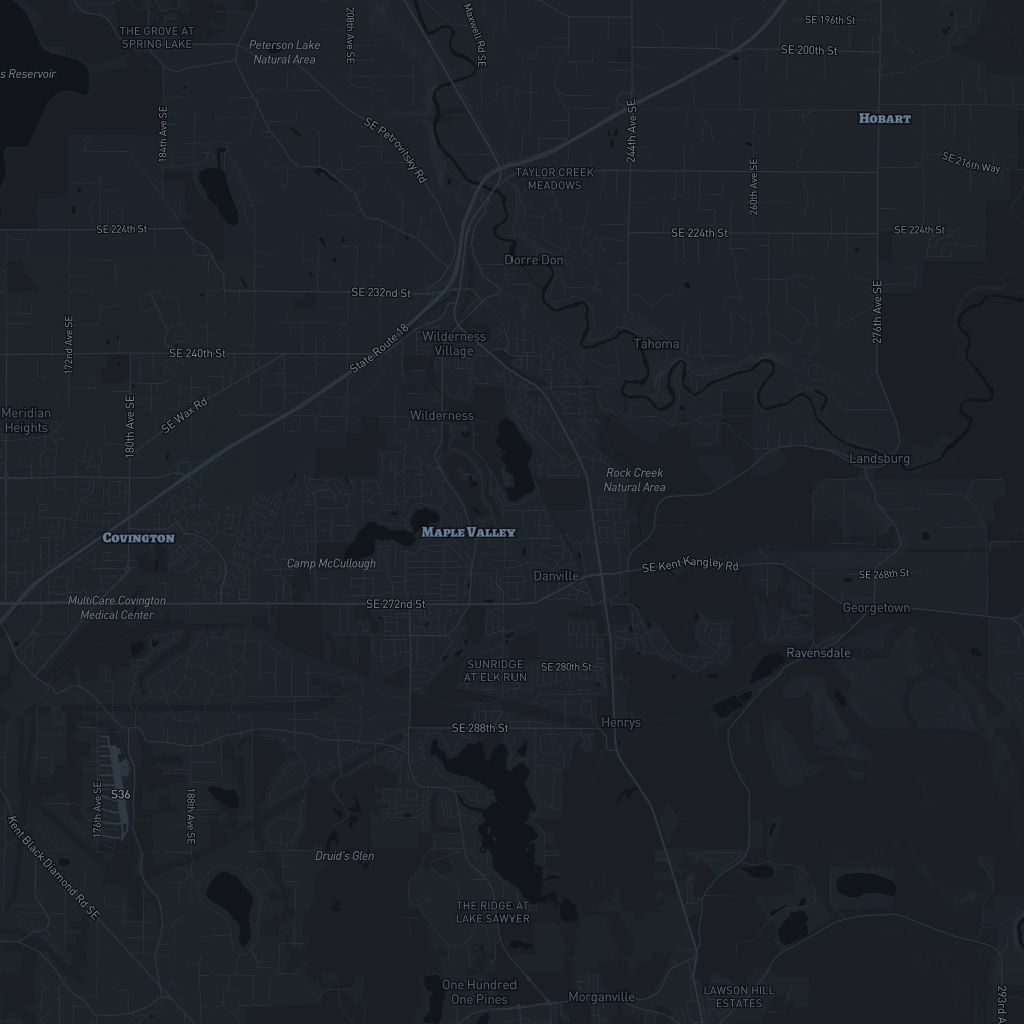 SE 196th St
THE GROVE AT
SPRING LAKE
208th Ave SE
Maxwell Rd SE
Peterson Lake
Natural Area
SE 200th St
s Reservoir
184th Ave SE
SE Petrovitsky Rd
244th Ave SE
HOBART
SE 216th Way
TAYLOR CREEK
MEADOWS
260th Ave SE
SE 224th St
SE 224th St
SE 224th St
Dorre Don
SE 232nd St
276th Ave SE
State Route 18
Wilderness
Village
Tahoma
172nd Ave SE
SE 240th St
180th Ave SE
SE Wax Rd
Meridian
Heights
Wilderness
Landsburg
Rock Creek
Natural Area
COVINGTON
MAPLE VALLEY
Camp McCullough
Danville
SE Kent Kangley Rd
SE 268th St
MultiCare Covington
Medical Center
SE 272nd St
Georgetown
Ravensdale
SUNRIDGE
AT ELK RUN
SE 280th St
Henrys
SE 288th St
S36
176th Ave SE
188th Ave SE
Kent Black Diamond Rd SE
Druid's Glen
THE RIDGE AT
LAKE SAWYER
One Hundred
One Pines
Morganville
LAWSON HILL
ESTATES
293rd A